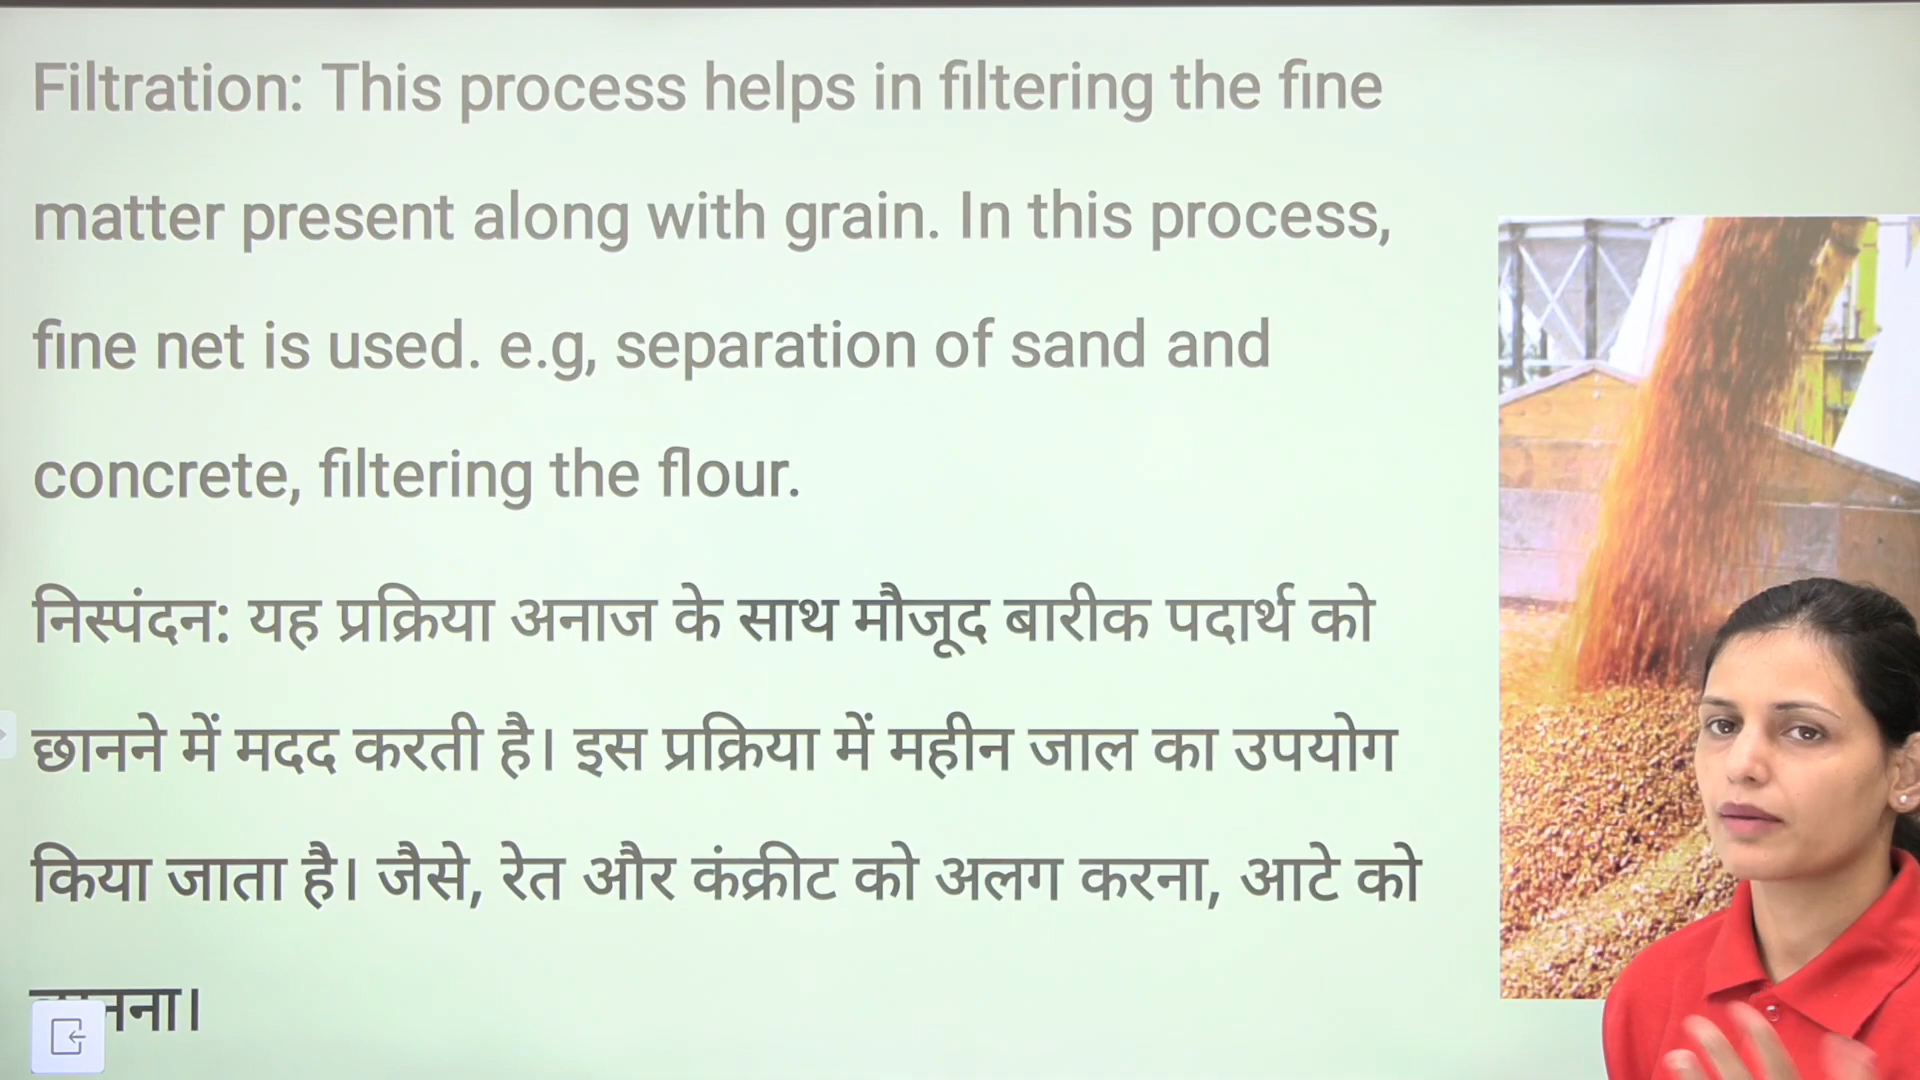 Filtration: This process helps in filtering the fine
matter present along with grain. In this process,
fine net is used. e.g, separation of sand and
concrete, filtering the flour.
निस्पंदन: यह प्रक्रिया अनाज के साथ मौजूद बारीक पदार्थ को
छानने में मदद करती है। इस प्रक्रिया में महीन जाल का उपयोग
किया जाता है। जैसे, रेत और कंक्रीट को अलग करना, आटे को